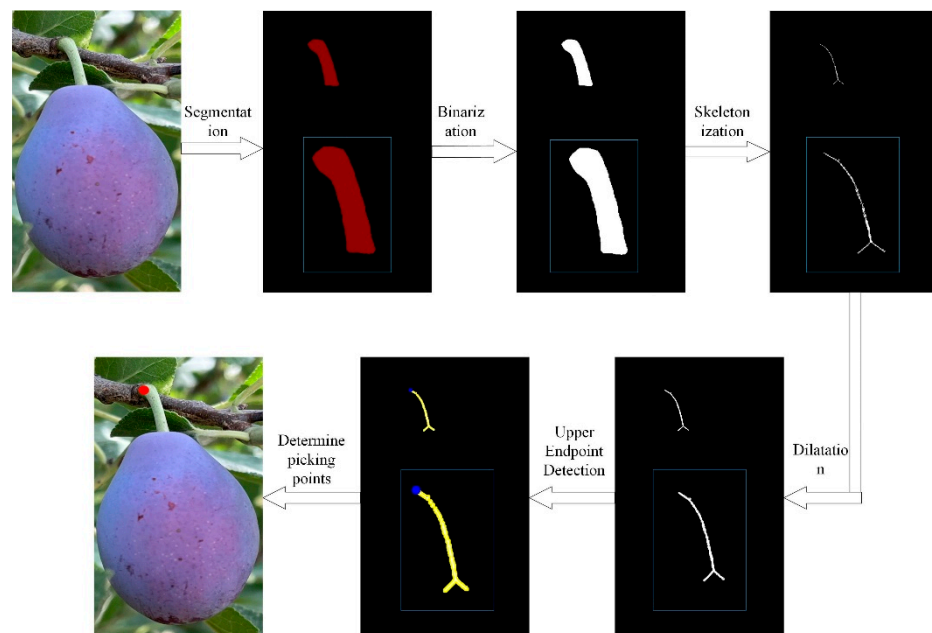 Segmentat
ion
Binariz
ation
Skeleton
ization
Dilatatio
n
Upper
Endpoint
Detection
Determine
picking
points